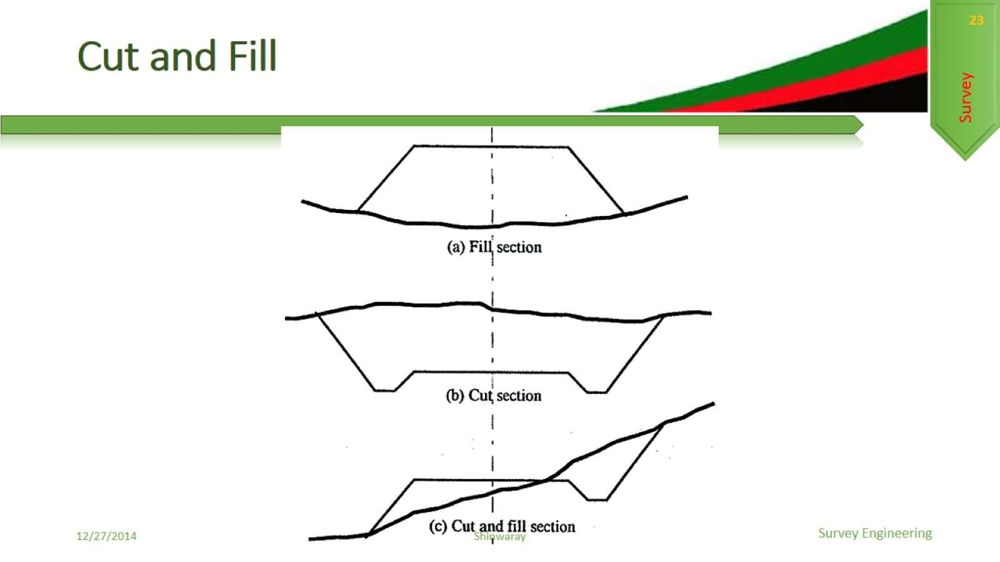 23
Cut and Fill
Survey
(a) Fill section
(b) Cut section
(c) Cut and fill section
12/27/2014
Shinwaray
Survey Engineering